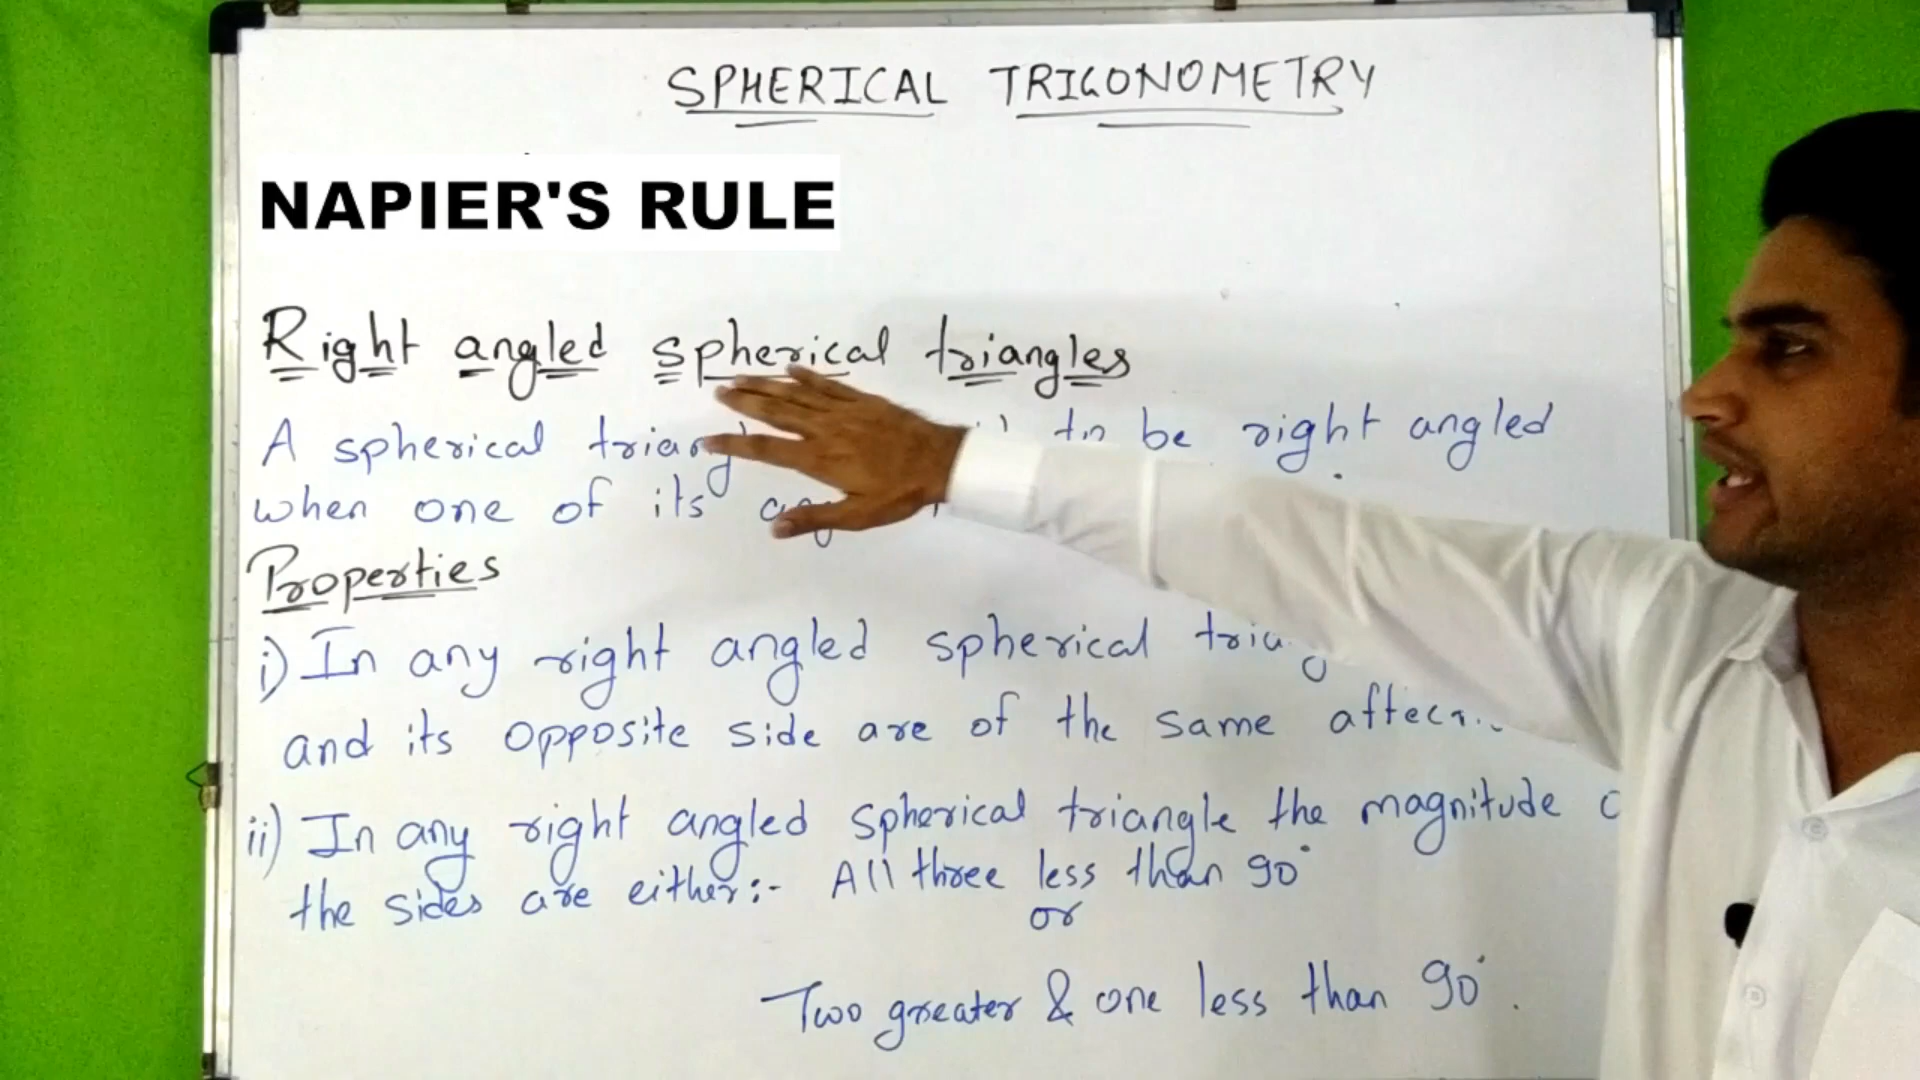 SPHERICAL TRIGONOMETRY
NAPIER'S RULE
Right angled spherical triangles
A spherical to be right angled
when one of its
Properties
i) In any right angled spherical
and its opposite side are of the same
ii) In any right angled spherical triangle the magnitude
the sides are either:- All three less than 90°
or
Two greater & one less than 90°.